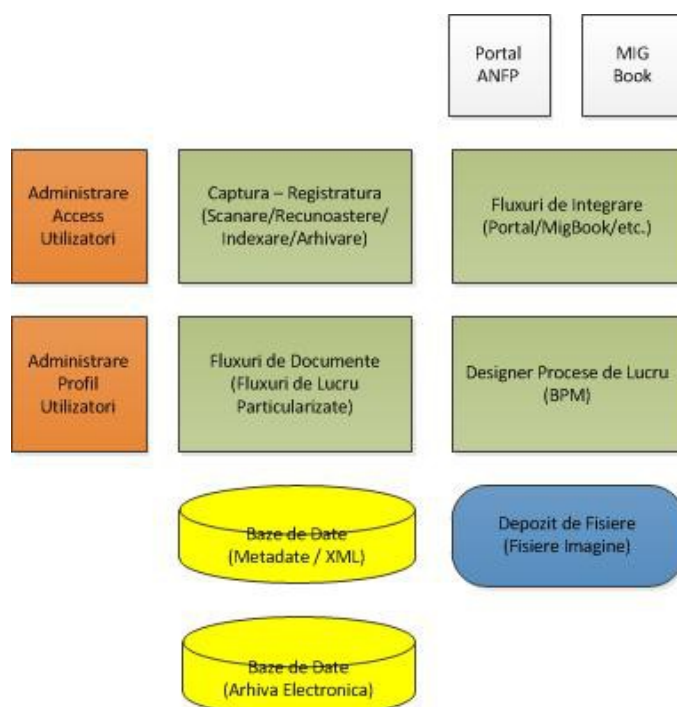 Portal
ANFP
MIG
Book
Administrare
Access
Utilizatori
Captura – Registratura
(Scanare/Recunoastere/
Indexare/Arhivare)
Fluxuri de Integrare
(Portal/MigBook/etc.)
Administrare
Profil
Utilizatori
Fluxuri de Documente
(Fluxuri de Lucru
Particularizate)
Designer Procese de Lucru
(BPM)
Baze de Date
(Metadate / XML)
Depozit de Fisiere
(Fisiere Imagine)
Baze de Date
(Arhiva Electronica)